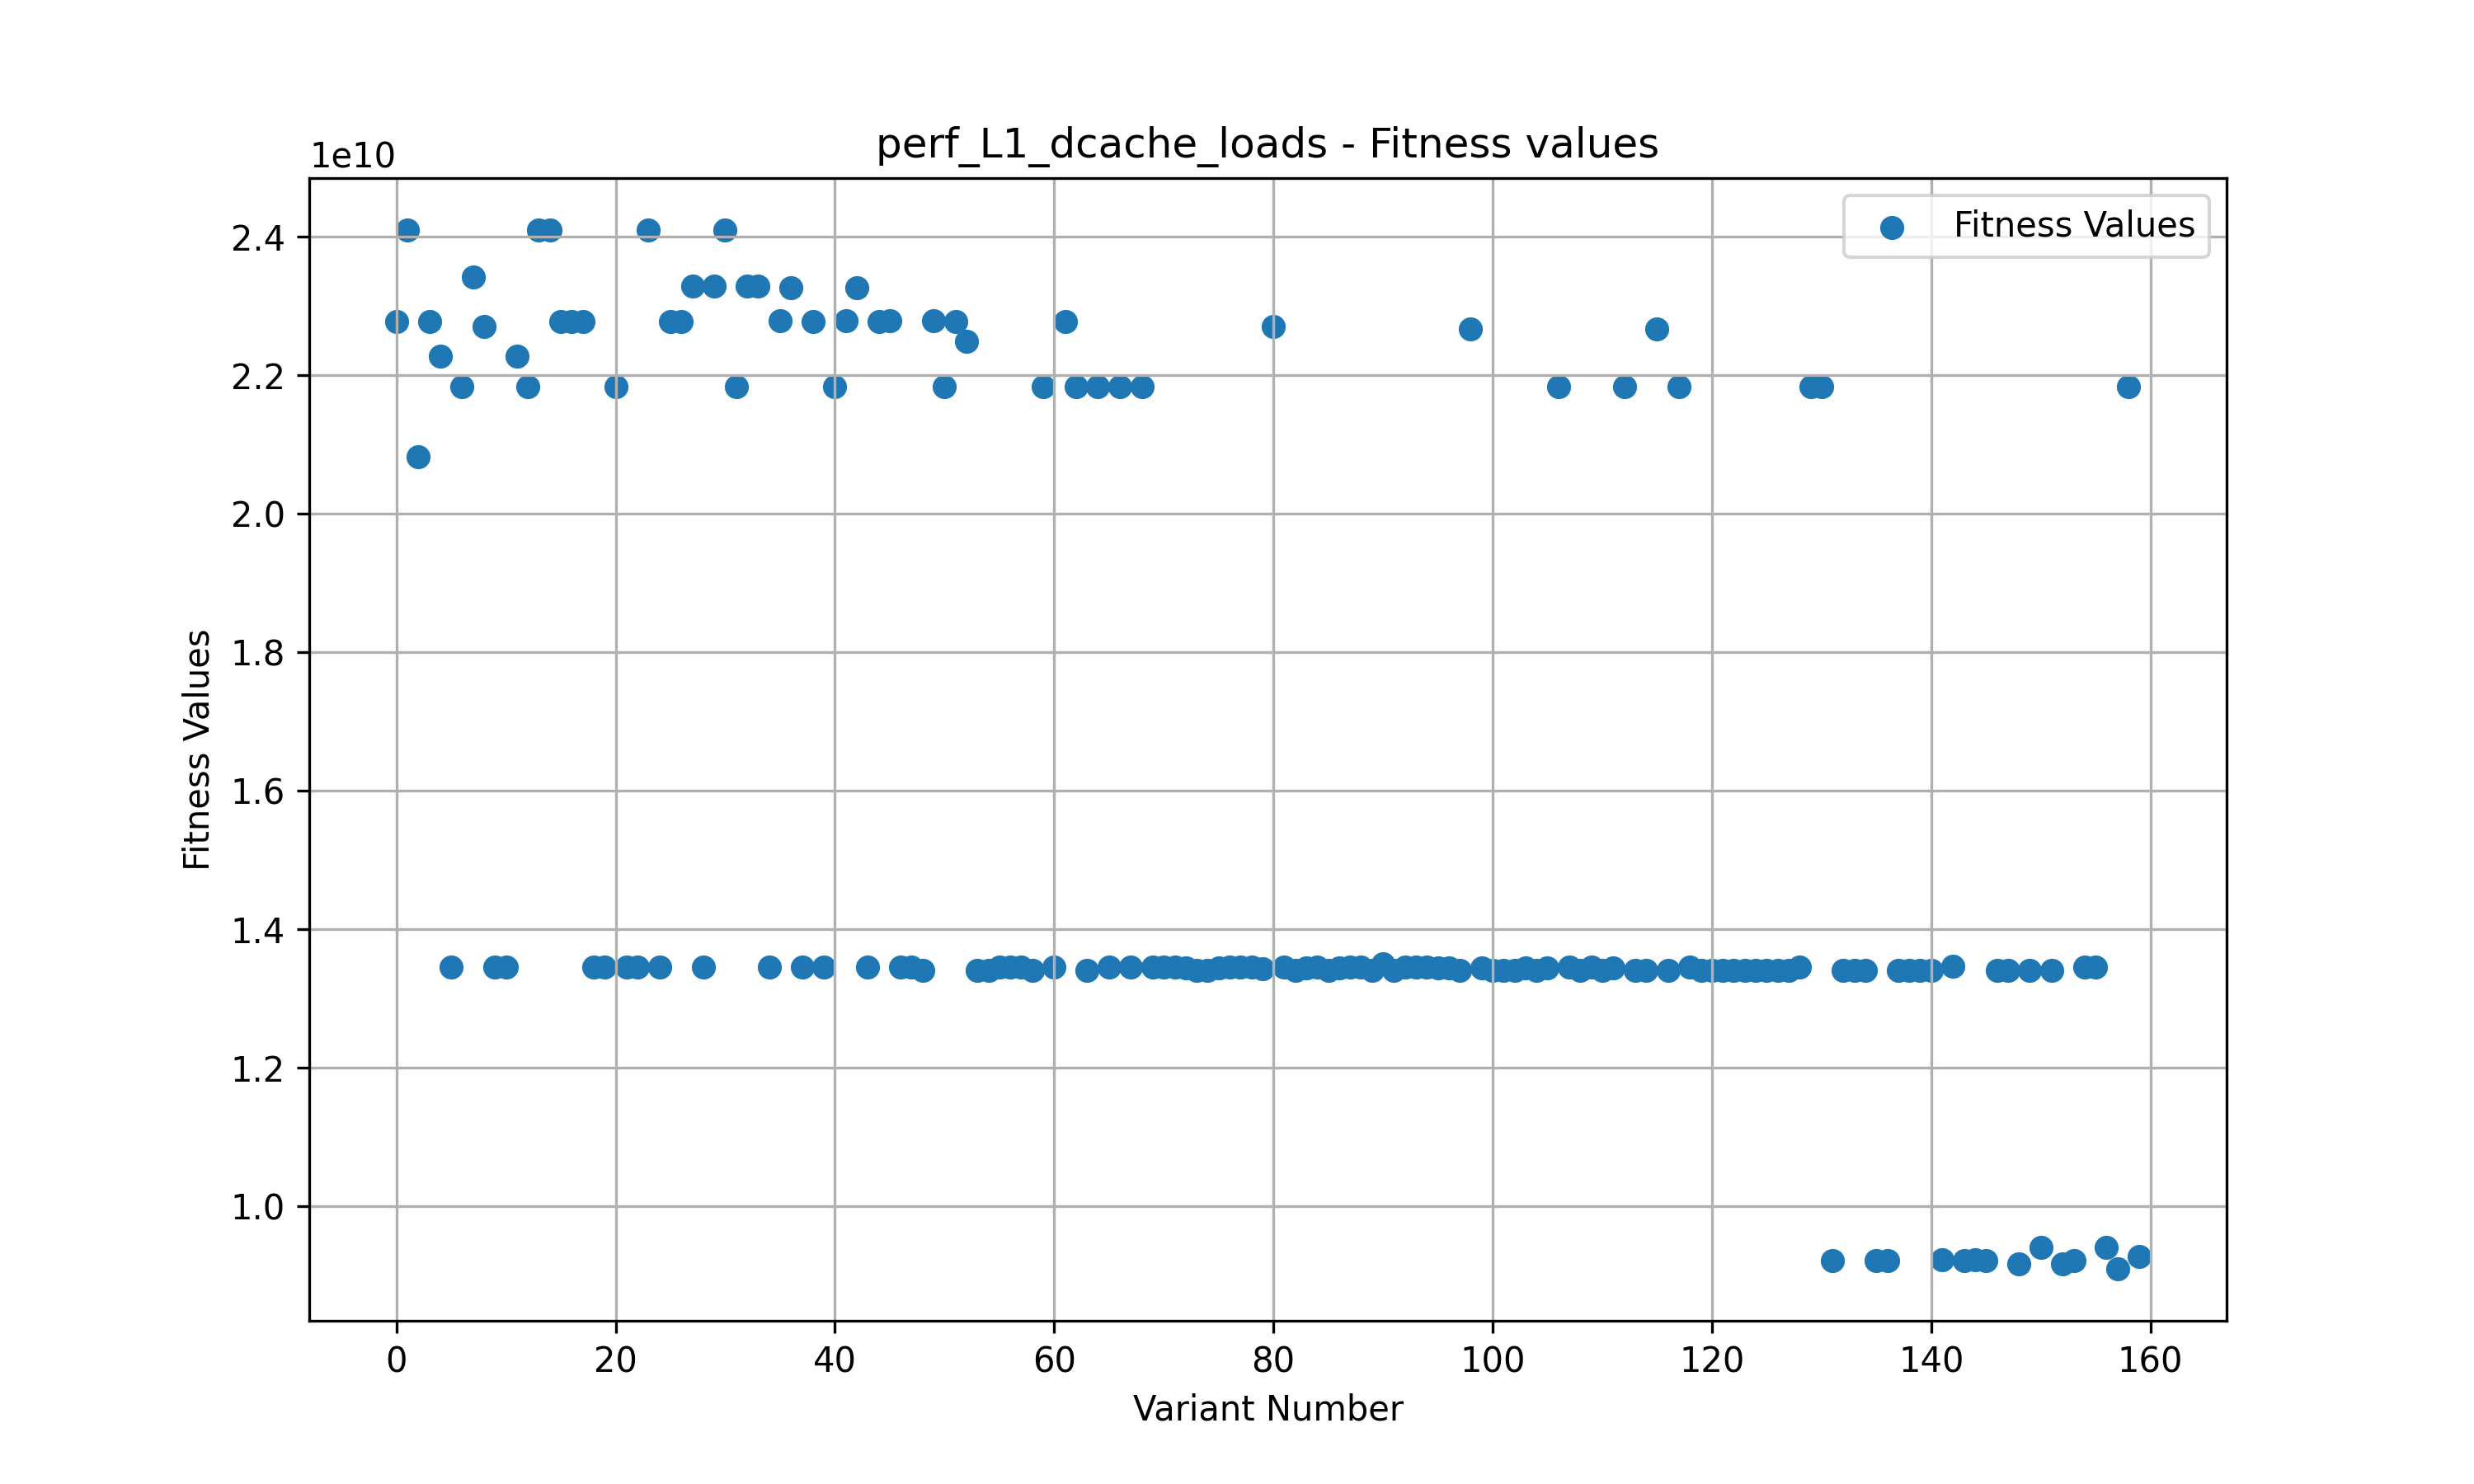 perf_L1_dcache_loads - Fitness values
1e10
Fitness Values
2.4
2.2
2.0
1.8
1.6
1.4
1.2
1.0
Fitness Values
0 20 40 60 80 100 120 140 160
Variant Number